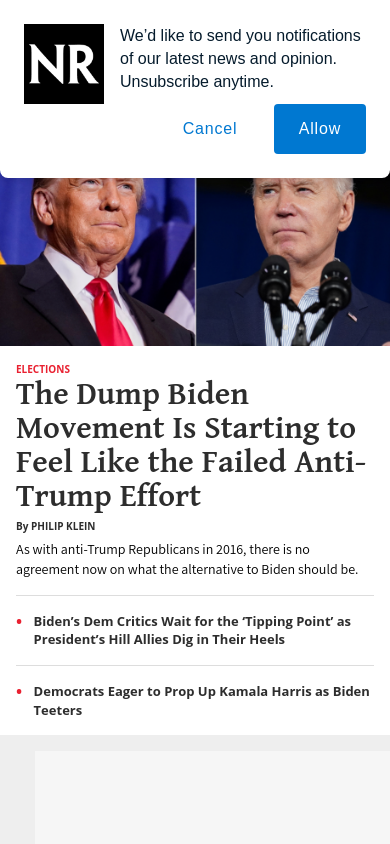 NR
We’d like to send you notifications
of our latest news and opinion.
Unsubscribe anytime.
Cancel
Allow
ELECTIONS
The Dump Biden
Movement Is Starting to
Feel Like the Failed Anti-
Trump Effort
By PHILIP KLEIN
As with anti-Trump Republicans in 2016, there is no
agreement now on what the alternative to Biden should be.
• Biden’s Dem Critics Wait for the ‘Tipping Point’ as
President’s Hill Allies Dig in Their Heels
• Democrats Eager to Prop Up Kamala Harris as Biden
Teeters